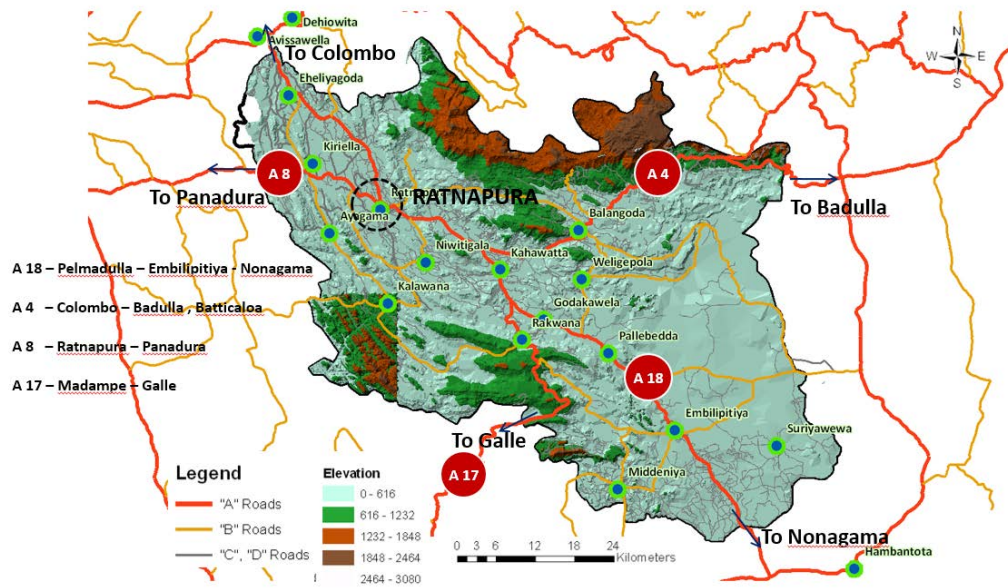 Dehiowita
Avissawella
To Colombo
N
W E
S
Eheliyagoda
Kiriella
A 8
A 4
To Panadura
Ratnap
RATNAPURA
To Badulla
Ayagama
Balangoda
Niwitigala
Kahawatta
Weligepola
A 18 – Pelmadulla – Embilipitiya - Nonagama
Kalawana
Godakawela
A 4 – Colombo – Badulla , Batticaloa
Rakwana
A 8 – Ratnapura – Panadura
Pallebedda
A 18
A 17 – Madampe – Galle
Embilipitiya
Suriyawewa
To Galle
A 17
Middeniya
To Nonagama
Hambantota
Legend
"A" Roads
"B" Roads
"C", "D" Roads
Elevation
0 - 616
616 - 1232
1232 - 1848
1848 - 2464
2464 - 3080
0 3 6 12 18 24
Kilometers